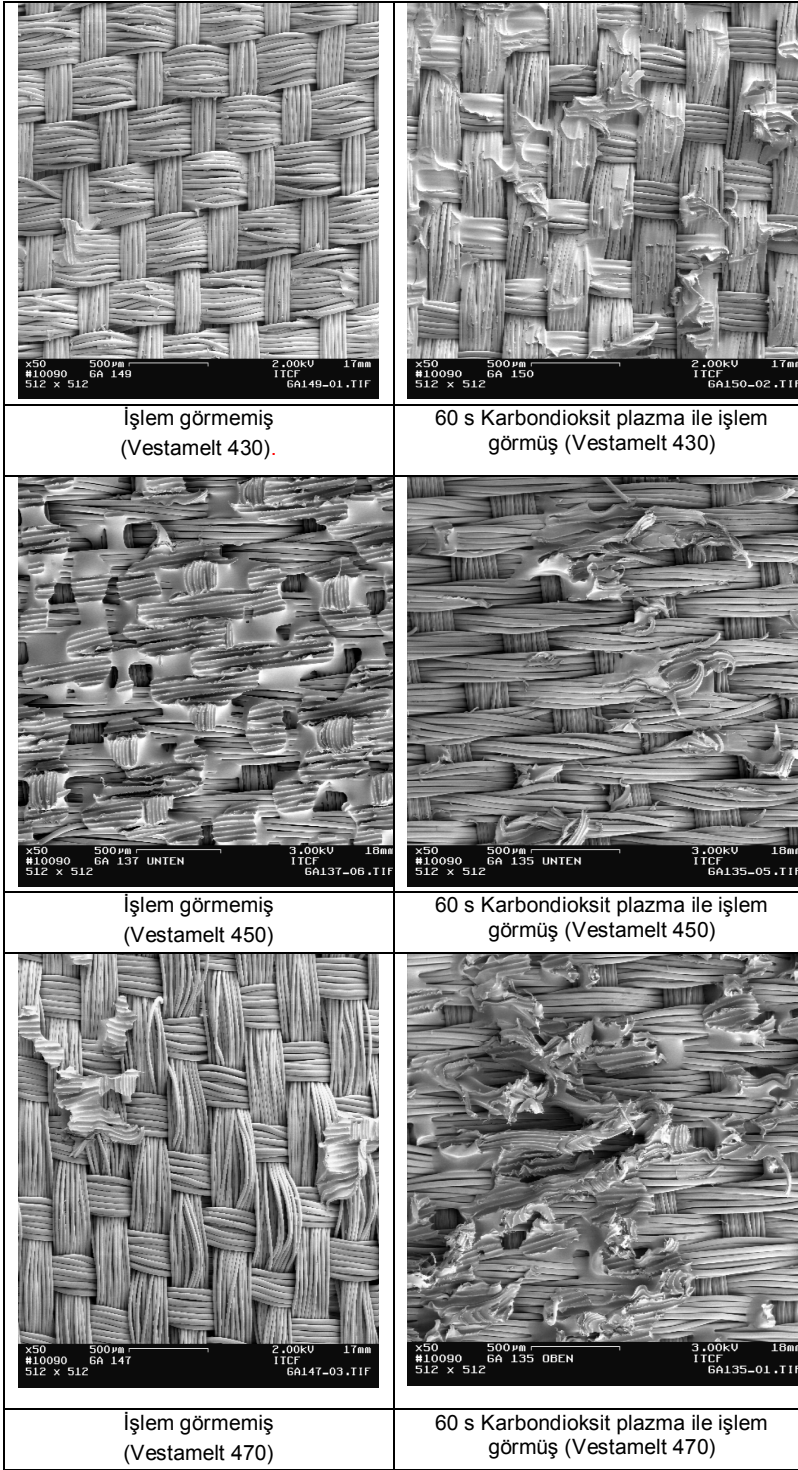 x50 500µm 2.00kV 17mm
#10090 GA 149 ITCF
512 x 512 GA149-01.TIF
x50 500µm 2.00kV 17mm
#10090 GA 150 ITCF
512 x 512 GA150-02.TIF
İşlem görmemiş
(Vestamelt 430).
60 s Karbondioksit plazma ile işlem
görmüş (Vestamelt 430)
x50 500µm 3.00kV 18mm
#10090 GA 137 UNTEN ITCF
512 x 512 GA137-06.TIF
x50 500µm 3.00kV 18mm
#10090 GA 135 UNTEN ITCF
512 x 512 GA135-05.TIF
İşlem görmemiş
(Vestamelt 450)
60 s Karbondioksit plazma ile işlem
görmüş (Vestamelt 450)
x50 500µm 2.00kV 17mm
#10090 GA 147 ITCF
512 x 512 GA147-03.TIF
x50 500µm 3.00kV 18mm
#10090 GA 135 OBEN ITCF
512 x 512 GA135-01.TIF
İşlem görmemiş
(Vestamelt 470)
60 s Karbondioksit plazma ile işlem
görmüş (Vestamelt 470)